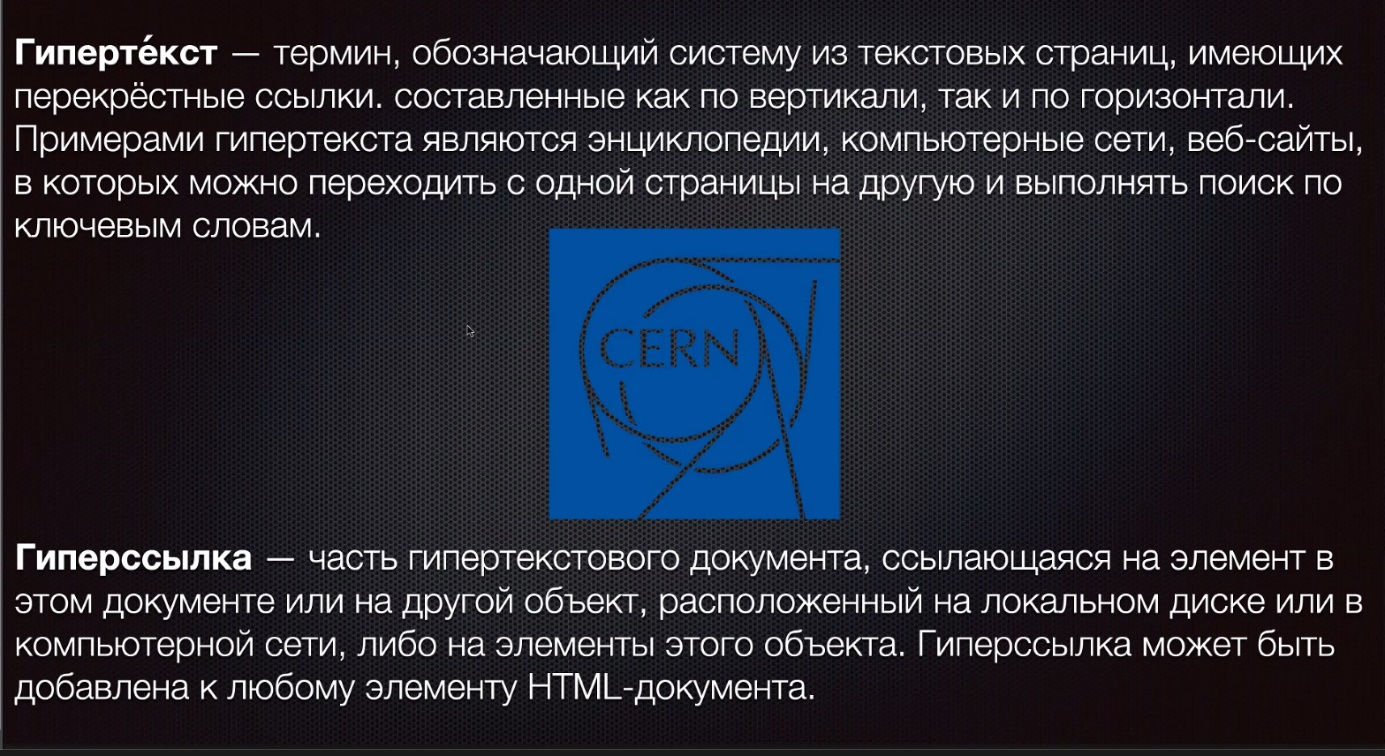 Гиперте́кст — термин, обозначающий систему из текстовых страниц, имеющих
перекрёстные ссылки. составленные как по вертикали, так и по горизонтали.
Примерами гипертекста являются энциклопедии, компьютерные сети, веб-сайты,
в которых можно переходить с одной страницы на другую и выполнять поиск по
ключевым словам.
CERN
Гиперссылка — часть гипертекстового документа, ссылающаяся на элемент в
этом документе или на другой объект, расположенный на локальном диске или в
компьютерной сети, либо на элементы этого объекта. Гиперссылка может быть
добавлена к любому элементу HTML-документа.